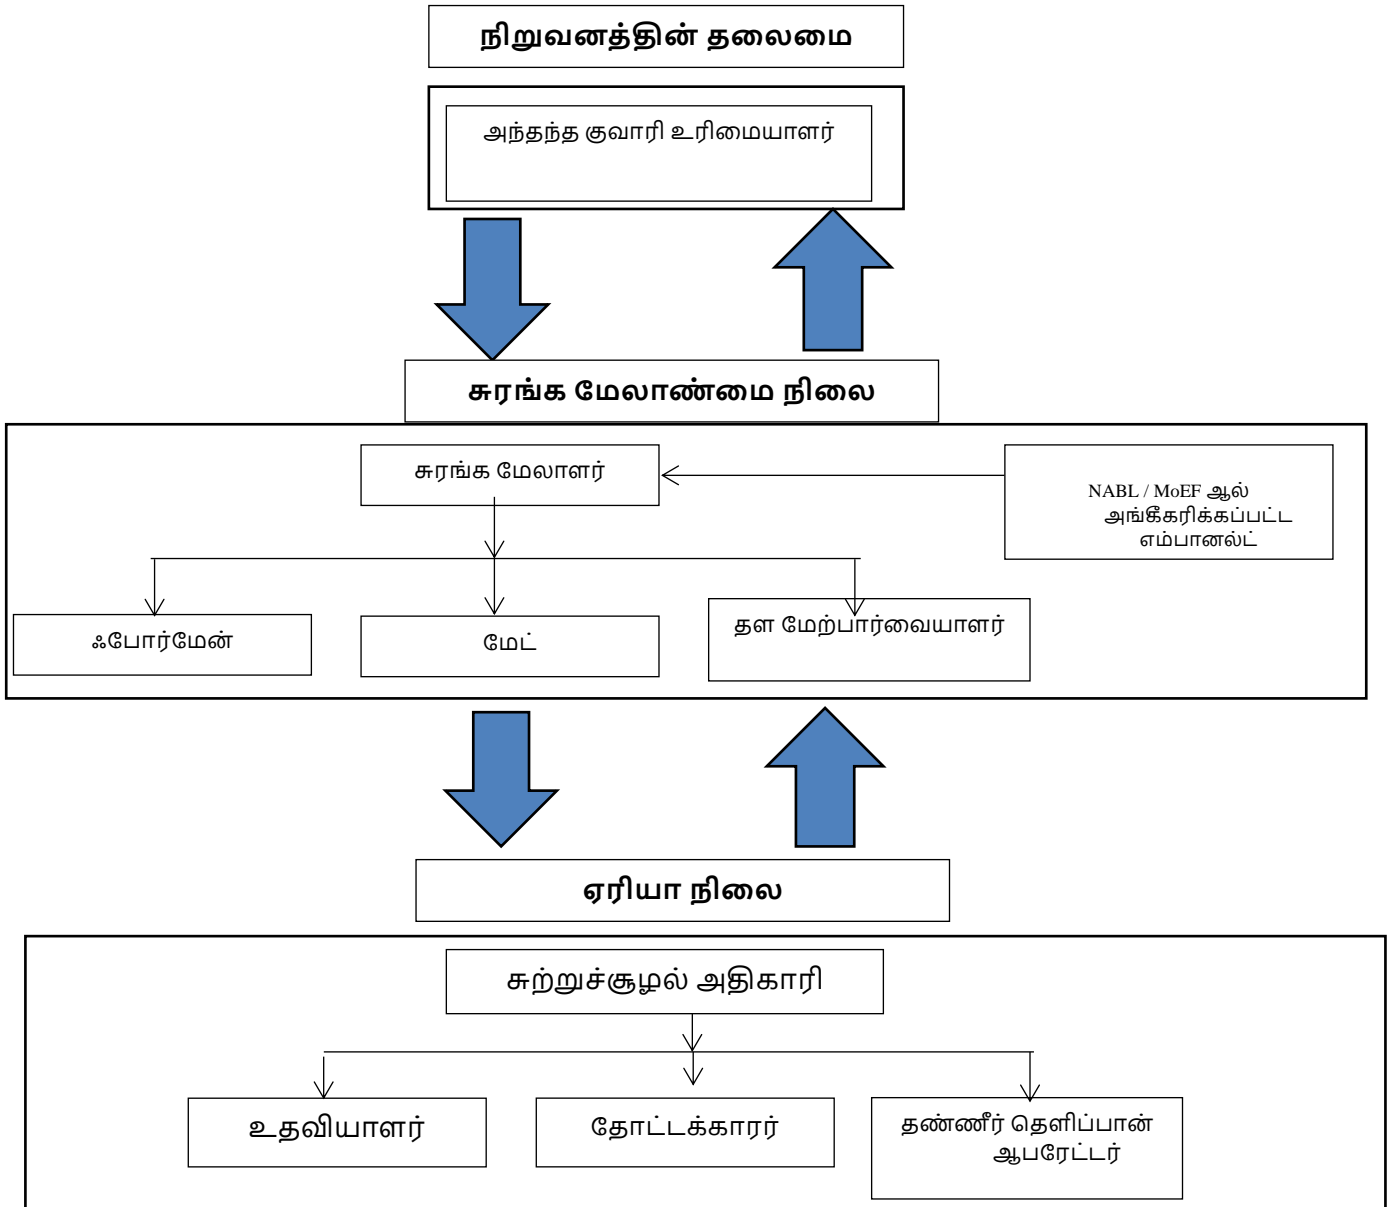 நிறுவனத்தின் தலைமை
அந்தந்த குவாரி உரிமையாளர்
சுரங்க மேலாண்மை நிலை
சுரங்க மேலாளர்
NABL / MoEF ஆல்
அங்கீகரிக்கப்பட்ட
எம்பானல்ட்
ஃபோர்மேன்
மேட்
தள மேற்பார்வையாளர்
ஏரியா நிலை
சுற்றுச்சூழல் அதிகாரி
உதவியாளர்
தோட்டக்காரர்
தண்ணீர் தெளிப்பான்
ஆபரேட்டர்